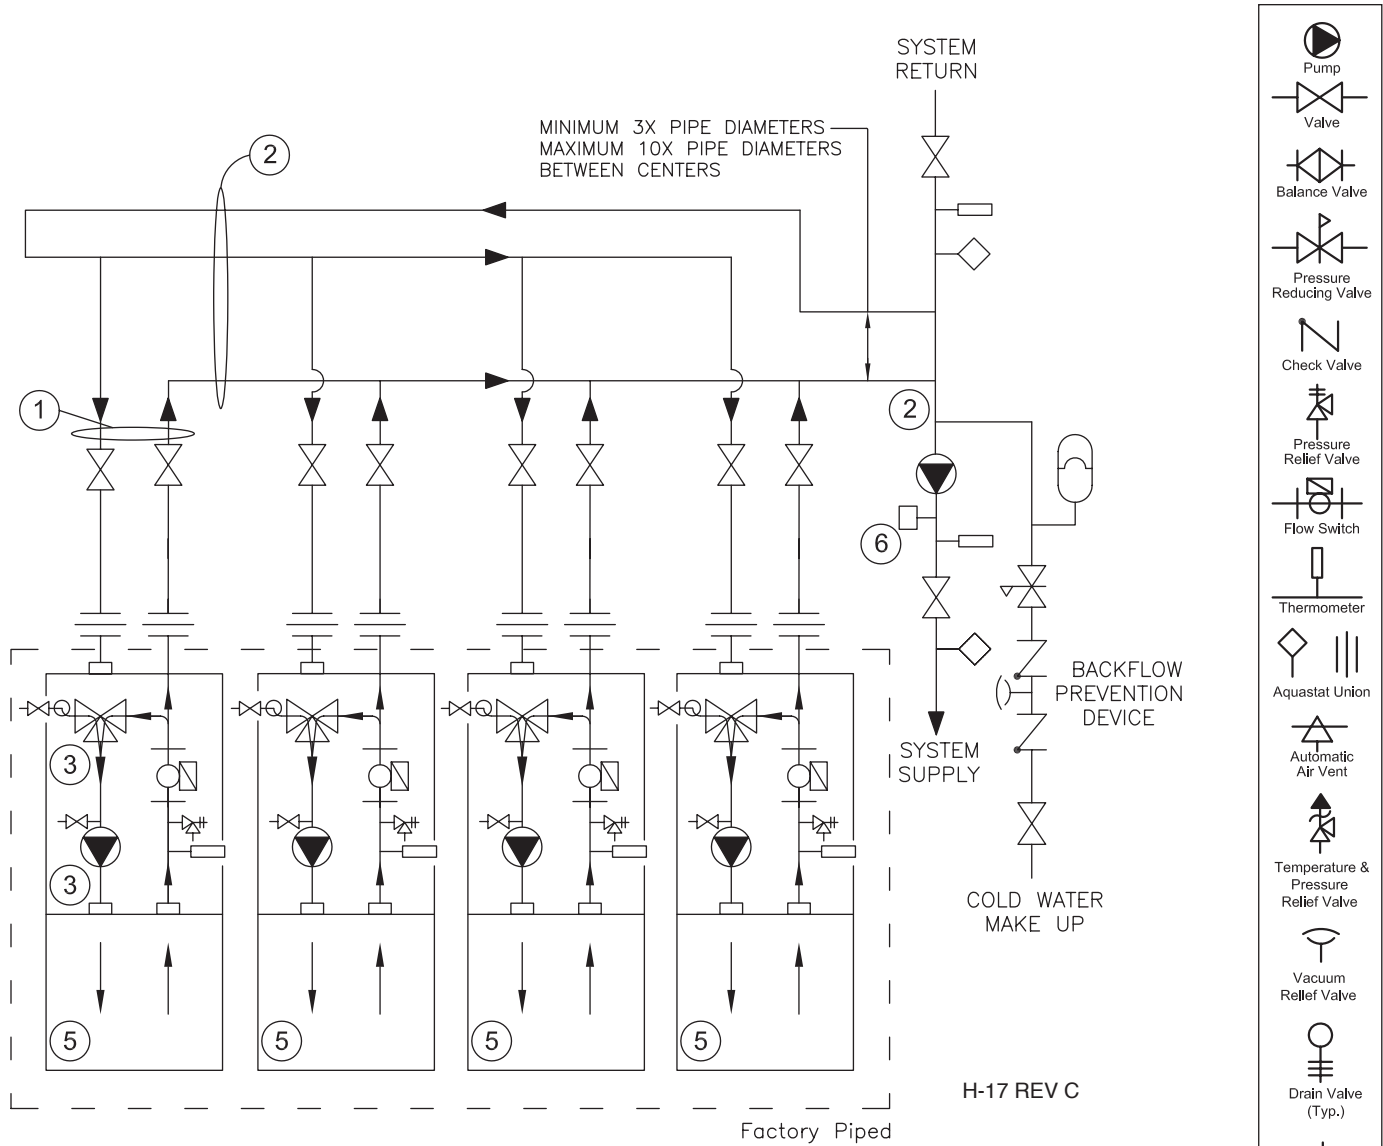 SYSTEM
RETURN
MINIMUM 3X PIPE DIAMETERS
MAXIMUM 10X PIPE DIAMETERS
BETWEEN CENTERS
2
1
2
6
BACKFLOW
PREVENTION
DEVICE
SYSTEM
SUPPLY
3
3
COLD WATER
MAKE UP
5
5
5
5
H-17 REV C
Factory Piped
Pump
Valve
Balance Valve
Pressure
Reducing Valve
Check Valve
Pressure
Relief Valve
Flow Switch
Thermometer
Aquastat Union
Automatic
Air Vent
Temperature &
Pressure
Relief Valve
Vacuum
Relief Valve
Drain Valve
(Typ.)